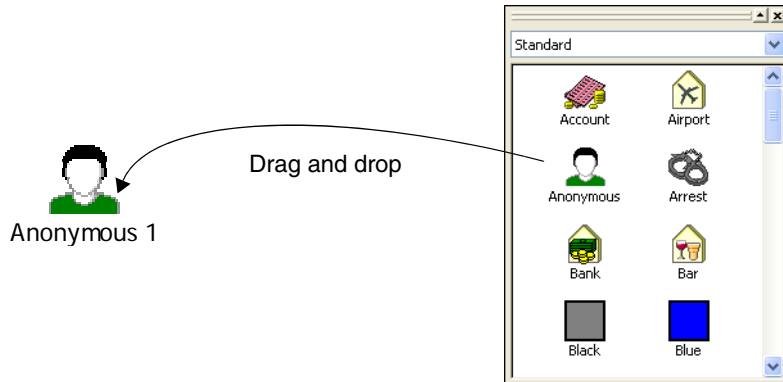 Standard
Account Airport
Drag and drop
Anonymous Arrest
Anonymous 1
Bank Bar
Black Blue